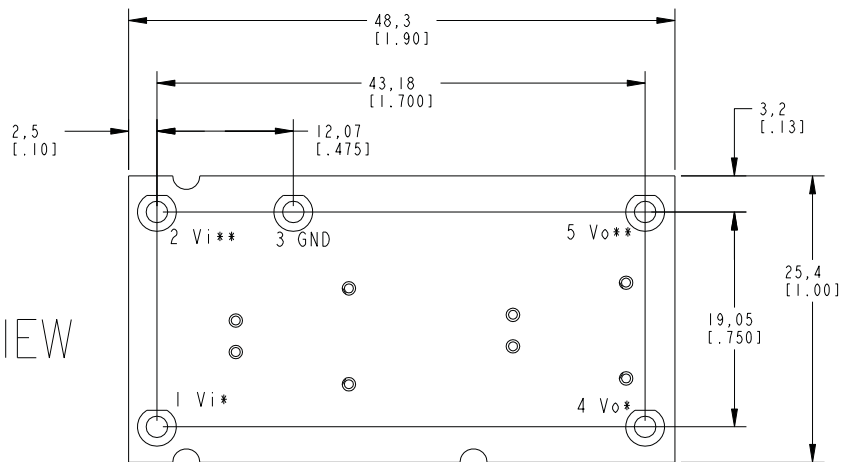 48,3
[1.90]
43,18
[1.700]
3,2
[.13]
2,5
[.10]
12,07
[.475]
2 Vi**
3 GND
5 Vo**
25,4
[1.00]
19,05
[.750]
IEW
1 Vi*
4 Vo*